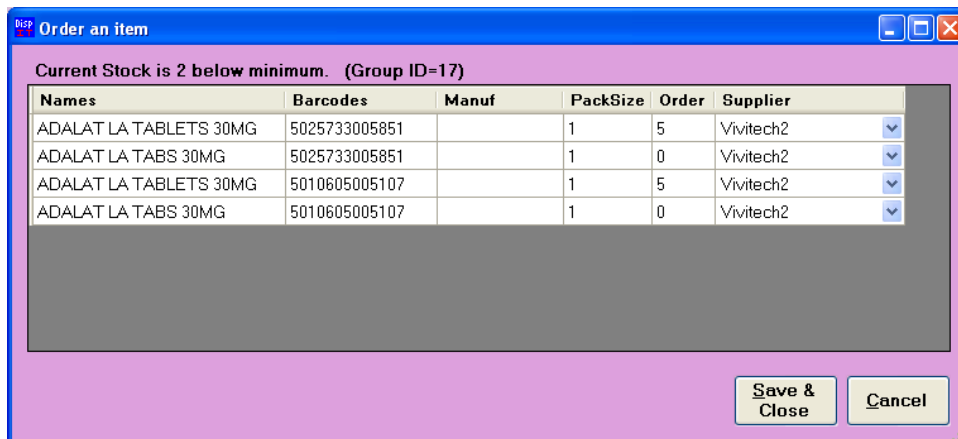 Disp Order an item
Current Stock is 2 below minimum. (Group ID=17)
Names Barcodes Manuf PackSize Order Supplier
ADALAT LA TABLETS 30MG 5025733005851 1 5 Vivitech2
ADALAT LA TABS 30MG 5025733005851 1 0 Vivitech2
ADALAT LA TABLETS 30MG 5010605005107 1 5 Vivitech2
ADALAT LA TABS 30MG 5010605005107 1 0 Vivitech2
Save &
Close
Cancel